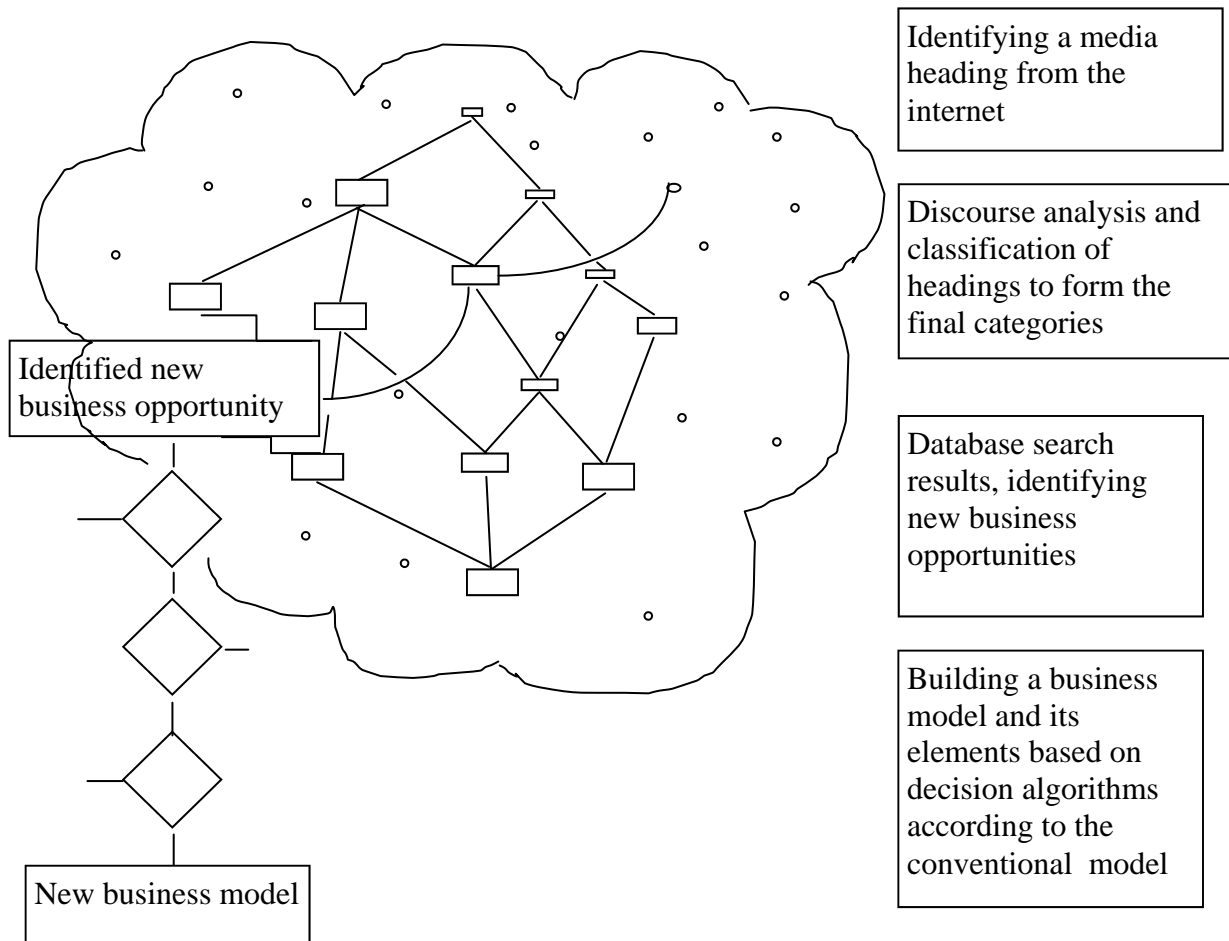 Identifying a media
heading from the
internet
Discourse analysis and
classification of
headings to form the
final categories
Identified new
business opportunity
Database search
results, identifying
new business
opportunities
Building a business
model and its
elements based on
decision algorithms
according to the
conventional model
New business model